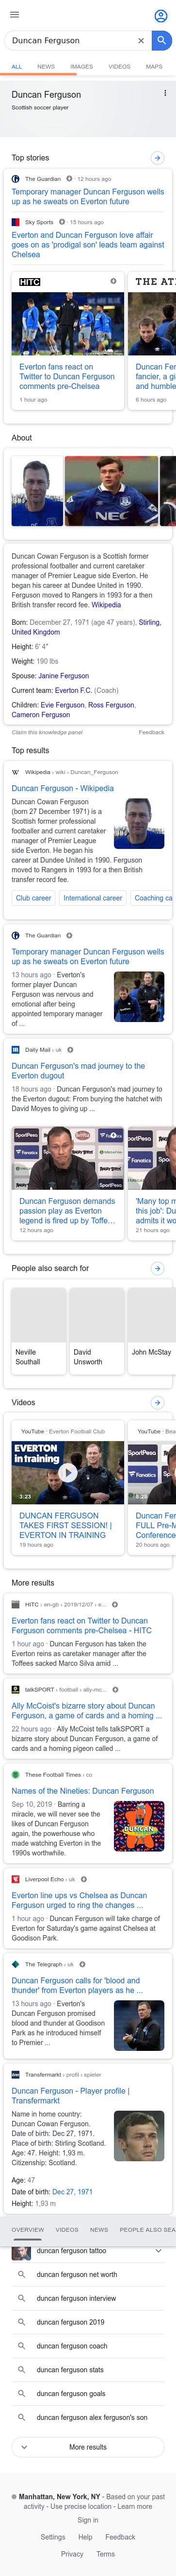 Duncan Ferguson
ALL NEWS IMAGES VIDEOS MAPS
Duncan Ferguson
Scottish soccer player
Top stories
The Guardian 12 hours ago
Temporary manager Duncan Ferguson wells
up as he sweats on Everton future
Sky Sports 15 hours ago
Everton and Duncan Ferguson love affair
goes on as 'prodigal son' leads team against
Chelsea
HITC
Everton fans react on
Twitter to Duncan Ferguson
comments pre-Chelsea
1 hour ago
THE AT
Duncan Fer
fancier, a gi
and humble
6 hours ago
About
NEC
Duncan Cowan Ferguson is a Scottish former
professional footballer and current caretaker
manager of Premier League side Everton. He
began his career at Dundee United in 1990.
Ferguson moved to Rangers in 1993 for a then
British transfer record fee. Wikipedia
Born: December 27, 1971 (age 47 years), Stirling,
United Kingdom
Height: 6' 4"
Weight: 190 lbs
Spouse: Janine Ferguson
Current team: Everton F.C. (Coach)
Children: Evie Ferguson, Ross Ferguson,
Cameron Ferguson
Claim this knowledge panel Feedback
Top results
Wikipedia › wiki › Duncan_Ferguson
Duncan Ferguson - Wikipedia
Duncan Cowan Ferguson
(born 27 December 1971) is a
Scottish former professional
footballer and current caretaker
manager of Premier League
side Everton. He began his
career at Dundee United in 1990. Ferguson
moved to Rangers in 1993 for a then British
transfer record fee.
Club career International career Coaching ca
The Guardian
Temporary manager Duncan Ferguson wells
up as he sweats on Everton future
13 hours ago · Everton's
former player Duncan
Ferguson was nervous and
emotional after being
appointed temporary manager
of ...
Daily Mail › uk
Duncan Ferguson's mad journey to the
Everton dugout
18 hours ago · Duncan Ferguson's mad journey to
the Everton dugout: From burying the hatchet with
David Moyes to giving up ...
SportPesa
Fanatics
Duncan Ferguson demands
passion play as Everton
legend is fired up by Toffe...
12 hours ago
'Many top m
this job': Du
admits it wo
21 hours ago
People also search for
Neville
Southall
David
Unsworth
John McStay
Videos
YouTube · Everton Football Club
EVERTON
in training
3:23
DUNCAN FERGUSON
TAKES FIRST SESSION! |
EVERTON IN TRAINING
19 hours ago
YouTube · Bea
SportPesa
Fanatics
Duncan Fer
FULL Pre-M
Conference
20 hours ago
More results
HITC › en-gb › 2019/12/07 › e...
Everton fans react on Twitter to Duncan
Ferguson comments pre-Chelsea - HITC
1 hour ago · Duncan Ferguson has taken the
Everton reins as caretaker manager after the
Toffees sacked Marco Silva amid ...
talkSPORT › football › ally-mc...
Ally McCoist's bizarre story about Duncan
Ferguson, a game of cards and a homing ...
22 hours ago · Ally McCoist tells talkSPORT a
bizarre story about Duncan Ferguson, a game of
cards and a homing pigeon called ...
These Football Times › co
Names of the Nineties: Duncan Ferguson
Sep 10, 2019 · Barring a
miracle, we will never see the
likes of Duncan Ferguson
again, the powerhouse who
made watching Everton in the
1990s worthwhile.
DUNCAN
Liverpool Echo › uk
Everton line ups vs Chelsea as Duncan
Ferguson urged to ring the changes ...
1 hour ago · Duncan Ferguson will take charge of
Everton for Saturday's game against Chelsea at
Goodison Park.
The Telegraph › uk
Duncan Ferguson calls for 'blood and
thunder' from Everton players as he ...
13 hours ago · Everton's
Duncan Ferguson promised
blood and thunder at Goodison
Park as he introduced himself
to Premier ...
Transfermarkt › profil › spieler
Duncan Ferguson - Player profile |
Transfermarkt
Name in home country:
Duncan Cowan Ferguson.
Date of birth: Dec 27, 1971.
Place of birth: Stirling Scotland.
Age: 47. Height: 1,93 m.
Citizenship: Scotland.
Age: 47
Date of birth: Dec 27, 1971
Height: 1,93 m
OVERVIEW VIDEOS NEWS PEOPLE ALSO SEA
duncan ferguson tattoo
duncan ferguson net worth
duncan ferguson interview
duncan ferguson 2019
duncan ferguson coach
duncan ferguson stats
duncan ferguson goals
duncan ferguson alex ferguson's son
More results
Manhattan, New York, NY - Based on your past
activity - Use precise location - Learn more
Sign in
Settings Help Feedback
Privacy Terms